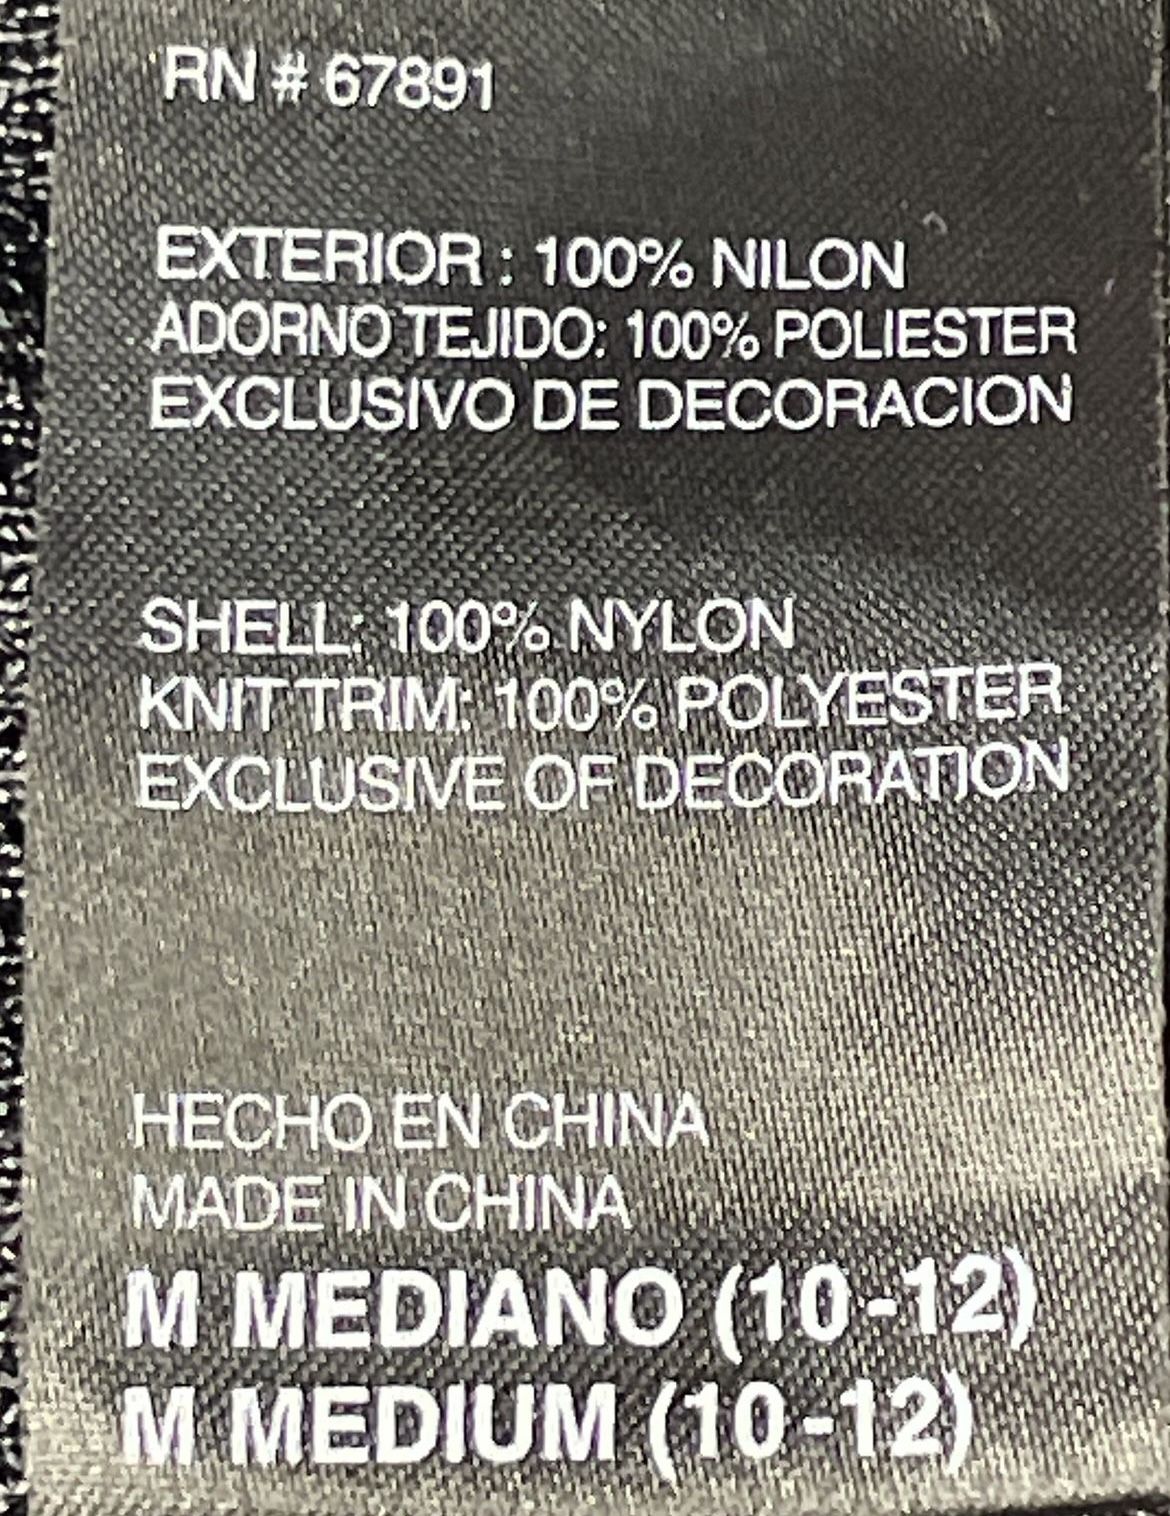 RN # 67891
EXTERIOR : 100% NILON
ADORNO TEJIDO: 100% POLIESTER
EXCLUSIVO DE DECORACION
SHELL: 100% NYLON
KNIT TRIM: 100% POLYESTER
EXCLUSIVE OF DECORATION
HECHO EN CHINA
MADE IN CHINA
M MEDIANO (10-12)
M MEDIUM (10-12)